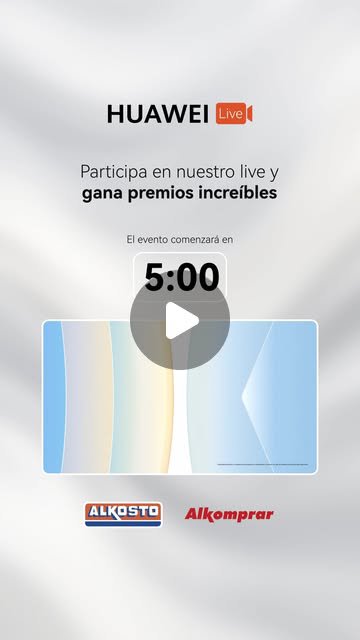 HUAWEI Live
Participa en nuestro live y
gana premios increíbles
El evento comenzará en
5:00
ALKOSTO
Alkomprar